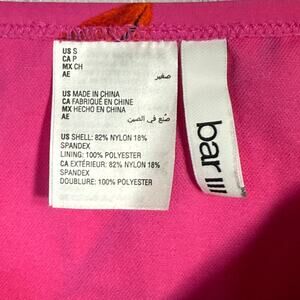 US S
CA P
MX CH
AE صغير
US MADE IN CHINA
CA FABRIQUÉ EN CHINE
MX HECHO EN CHINA
AE صُنع في الصين
US SHELL: 82% NYLON 18%
SPANDEX
LINING: 100% POLYESTER
CA EXTÉRIEUR: 82% NYLON 18%
SPANDEX
DOUBLURE: 100% POLYESTER
bar III